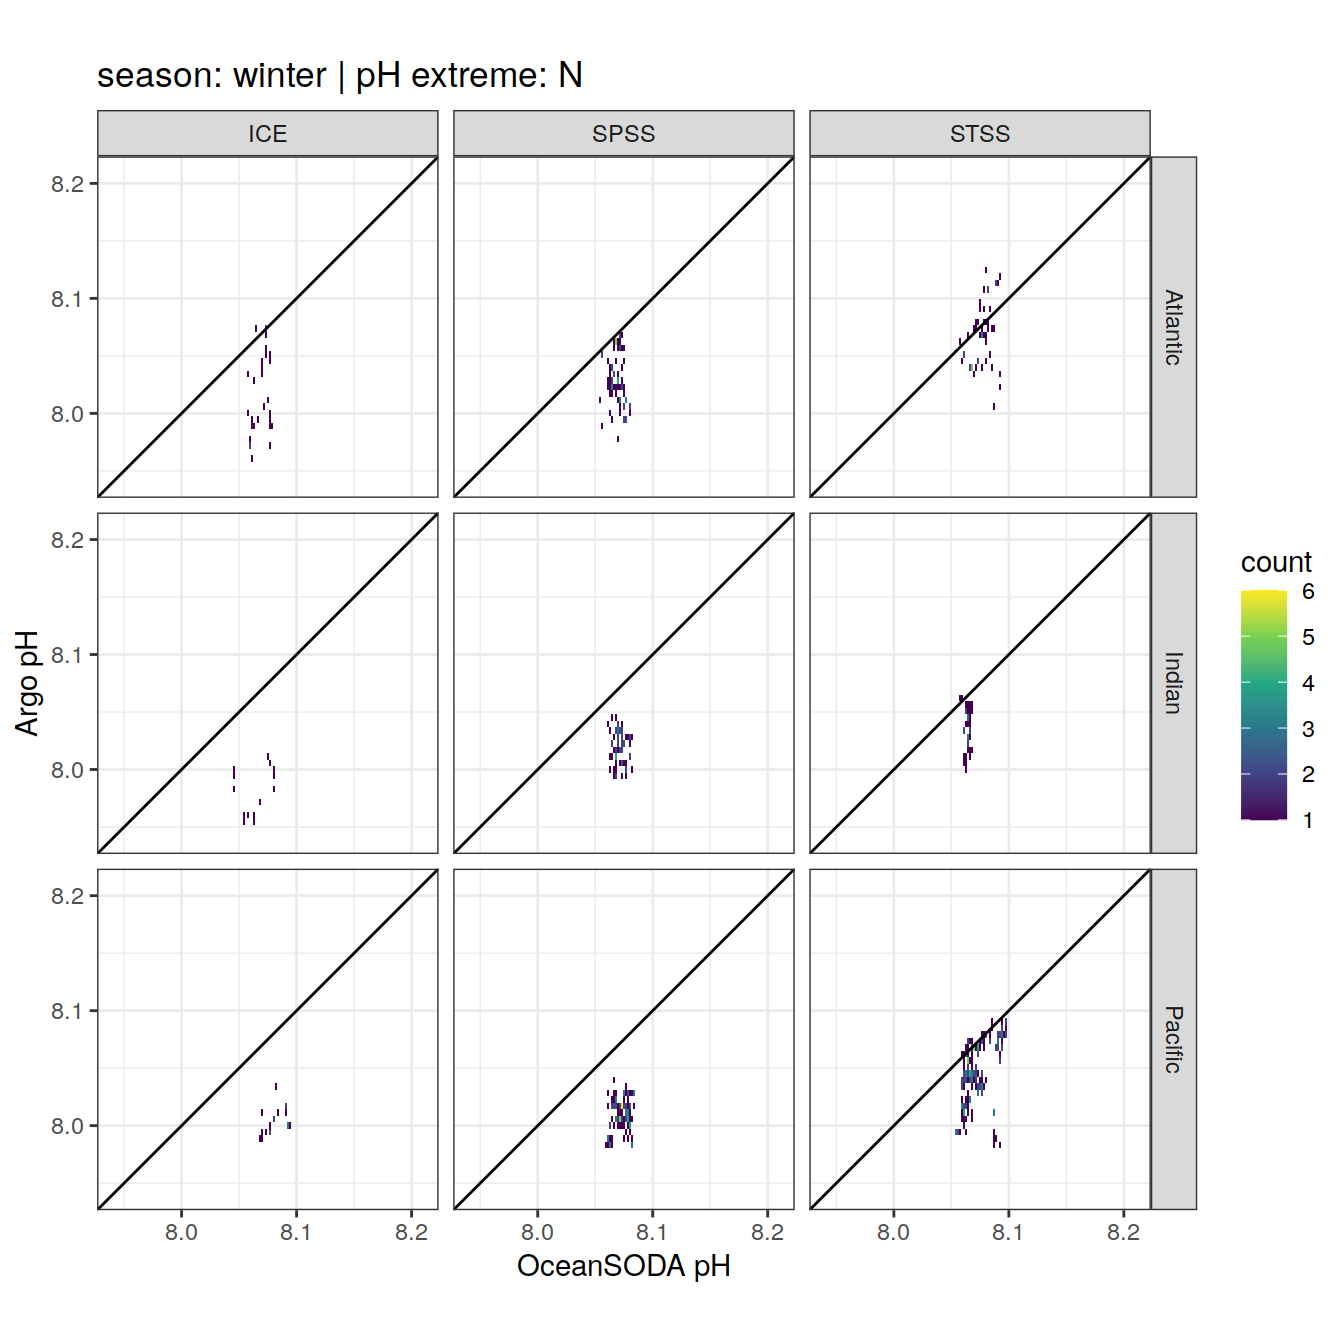 season: winter | pH extreme: N
ICE SPSS STSS
8.2
8.1
8.0
Atlantic
8.2
8.1
8.0
Indian
8.2
8.1
8.0
Pacific
Argo pH
8.0 8.1 8.2 8.0 8.1 8.2 8.0 8.1 8.2
OceanSODA pH
count
6
5
4
3
2
1